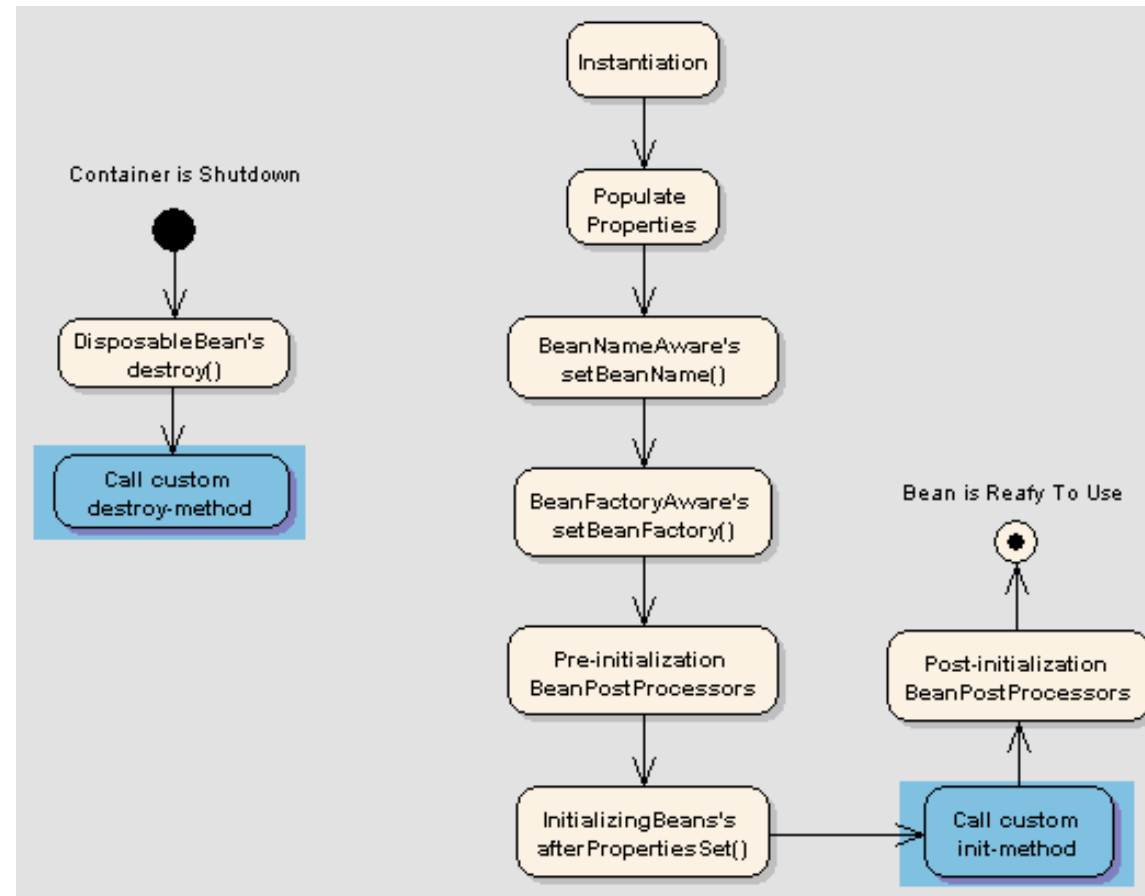 Instantiation
Container is Shutdown
Populate
Properties
DisposableBean's
destroy()
BeanNameAware's
setBeanName()
Call custom
destroy-method
BeanFactoryAware's
setBeanFactory()
Bean is Reafy To Use
Pre-initialization
BeanPostProcessors
Post-initialization
BeanPostProcessors
InitializingBeans's
afterPropertiesSet()
Call custom
init-method